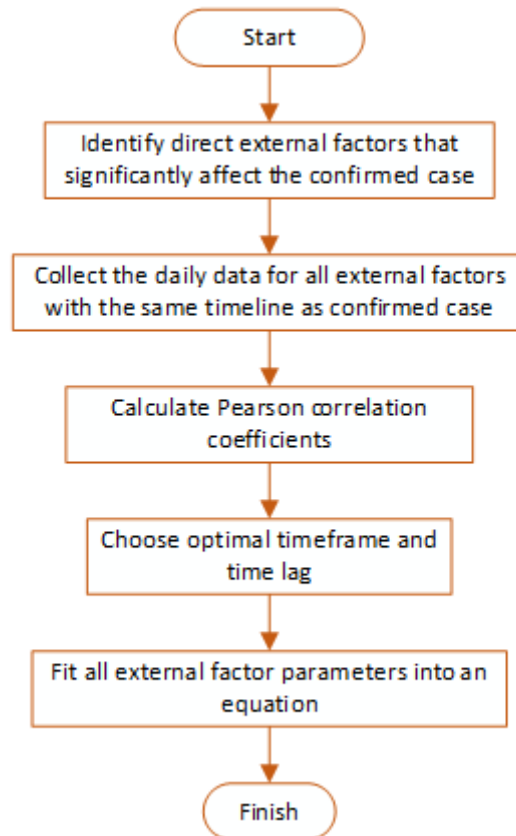 Start
Identify direct external factors that
significantly affect the confirmed case
Collect the daily data for all external factors
with the same timeline as confirmed case
Calculate Pearson correlation
coefficients
Choose optimal timeframe and
time lag
Fit all external factor parameters into an
equation
Finish